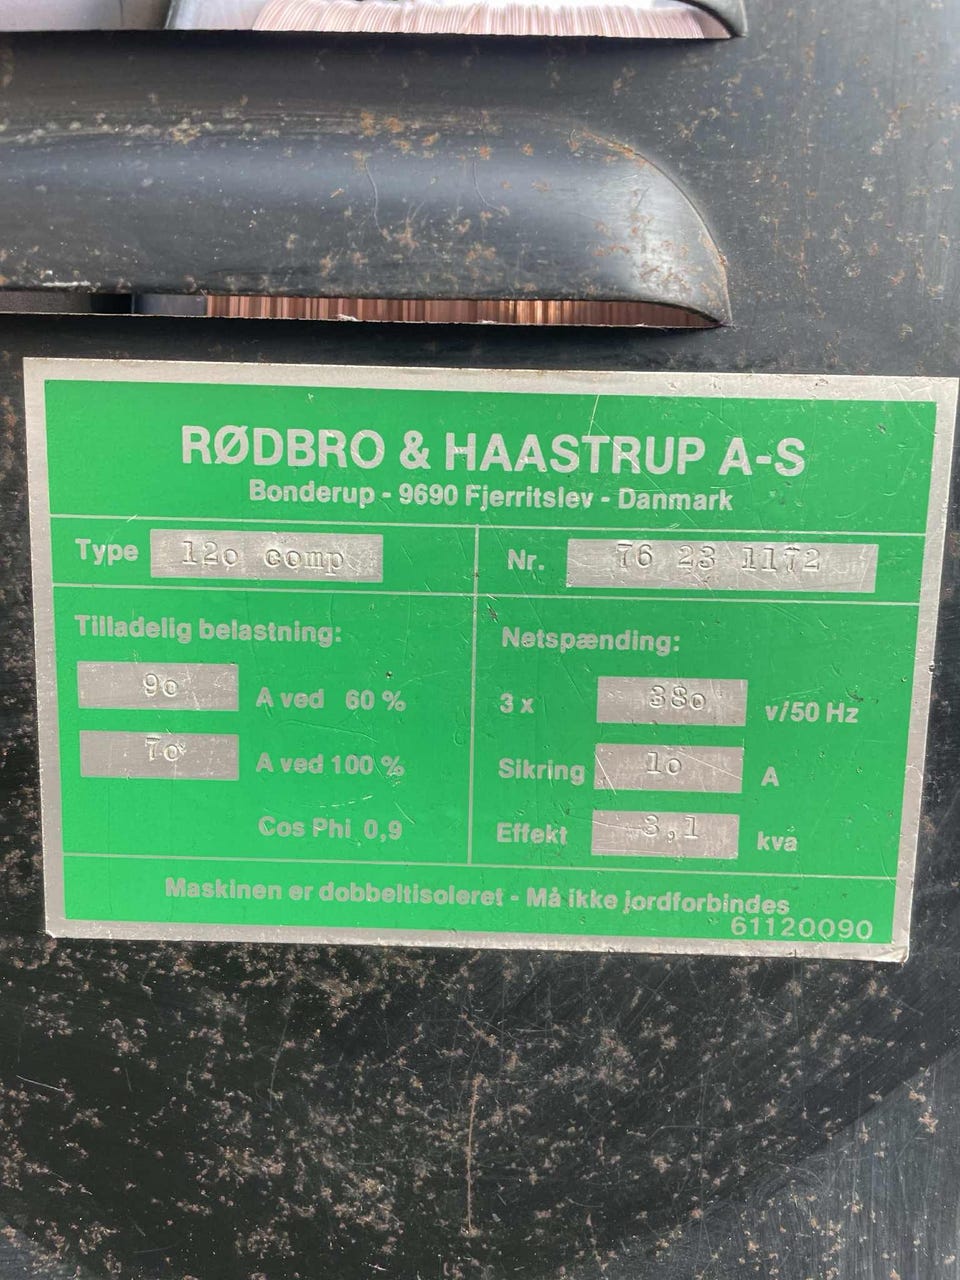 RØDBRO & HAASTRUP A-S
Bonderup - 9690 Fjerritslev - Danmark
Type 12o comp
Nr. 76 23 1172
Tilladelig belastning:
9o A ved 60 %
7o A ved 100 %
Cos Phi 0,9
Netspænding:
3 x 38o v/50 Hz
Sikring 1o A
Effekt 3,1 kva
Maskinen er dobbeltisoleret - Må ikke jordforbindes
61120090